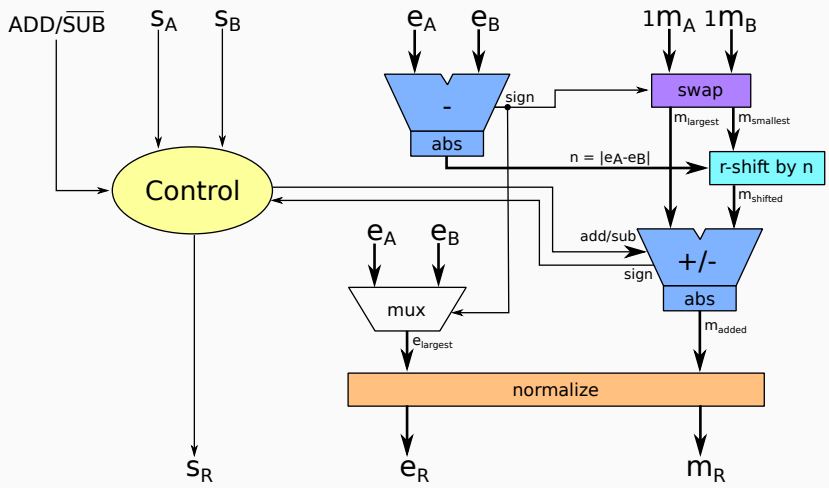 ADD/SUB
sA
sB
eA
eB
1mA
1mB
-
sign
swap
abs
mlargest
msmallest
n = |eA-eB|
r-shift by n
mshifted
Control
eA
eB
add/sub
sign
+/-
mux
abs
elargest
madded
normalize
sR
eR
mR